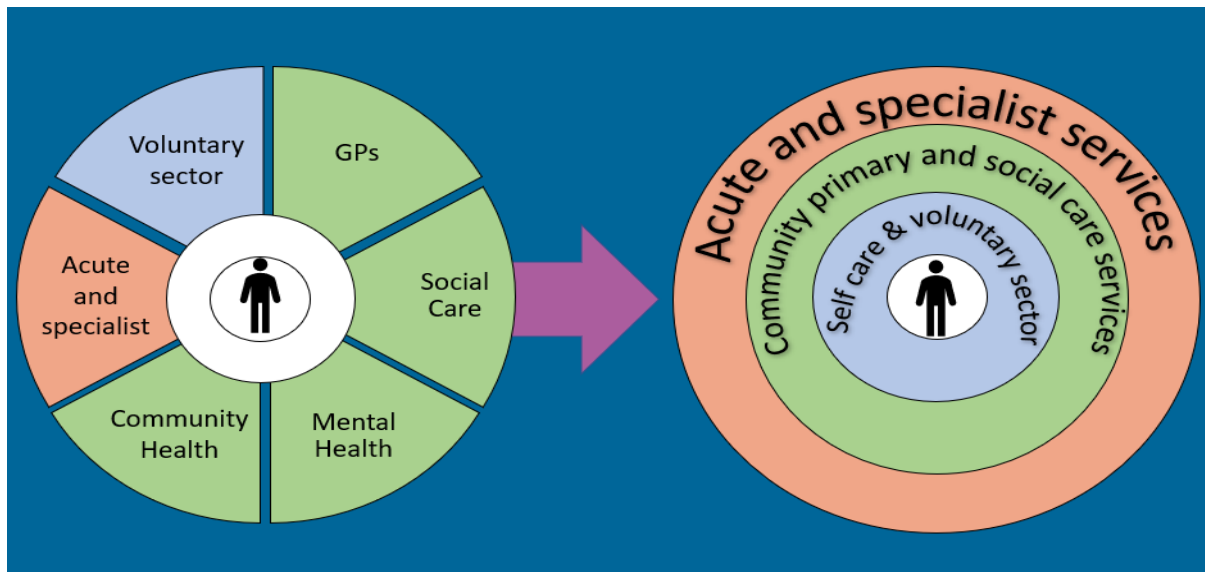 Voluntary
sector
GPs
Acute
and
specialist
Social
Care
Community
Health
Mental
Health
Acute and specialist services
Community primary and social care services
Self care & voluntary sector